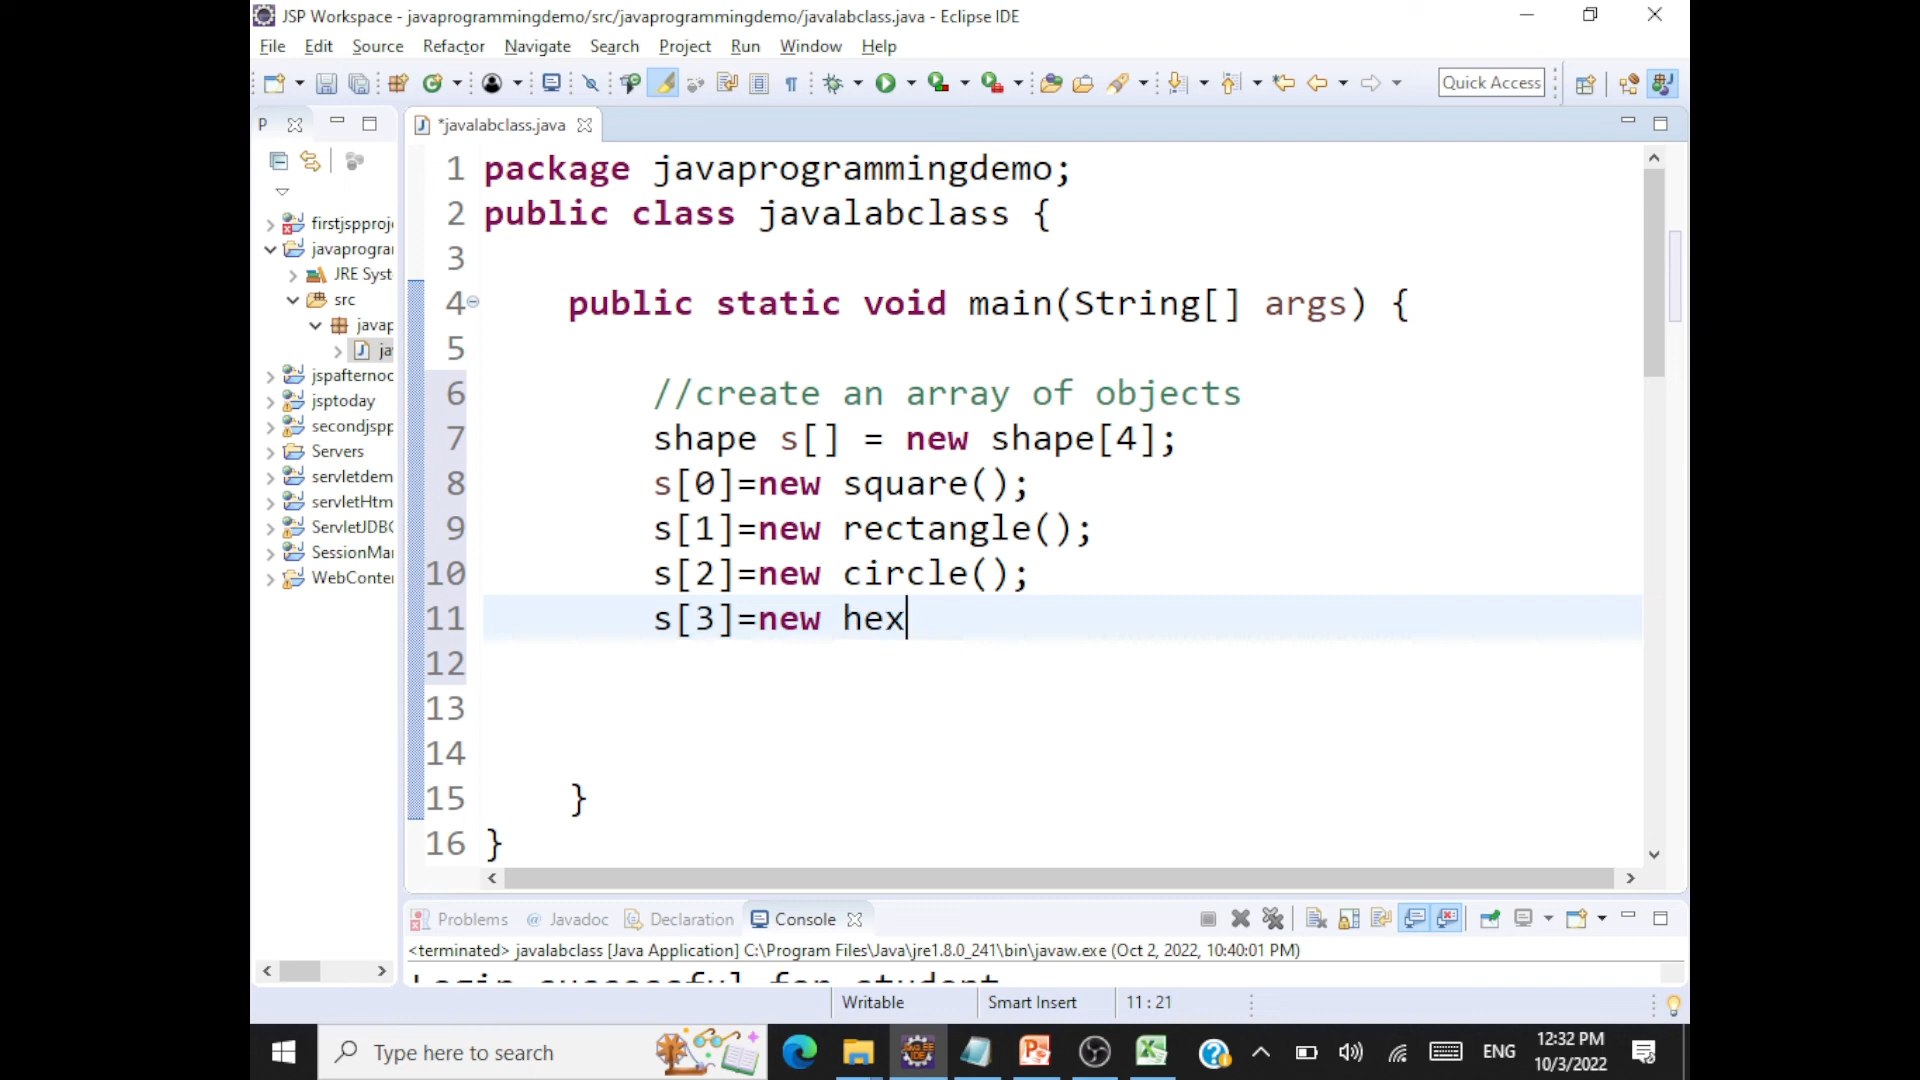 JSP Workspace - javaprogrammingdemo/src/javaprogrammingdemo/javalabclass.java - Eclipse IDE
File Edit Source Refactor Navigate Search Project Run Window Help
Quick Access
P
*javalabclass.java
firstjspproj
javaprogra
JRE Syst
src
javap
ja
jspafternoo
jsptoday
secondjspp
Servers
servletdem
servletHtm
ServletJDBC
SessionMa
WebConte
1 package javaprogrammingdemo;
2 public class javalabclass {
3
4 public static void main(String[] args) {
5
6 //create an array of objects
7 shape s[] = new shape[4];
8 s[0]=new square();
9 s[1]=new rectangle();
10 s[2]=new circle();
11 s[3]=new hex
12
13
14
15 }
16 }
Problems @ Javadoc Declaration Console
<terminated> javalabclass [Java Application] C:\Program Files\Java\jre1.8.0_241\bin\javaw.exe (Oct 2, 2022, 10:40:01 PM)
Login successful for student
Writable Smart Insert 11 : 21
Type here to search
ENG
12:32 PM
10/3/2022